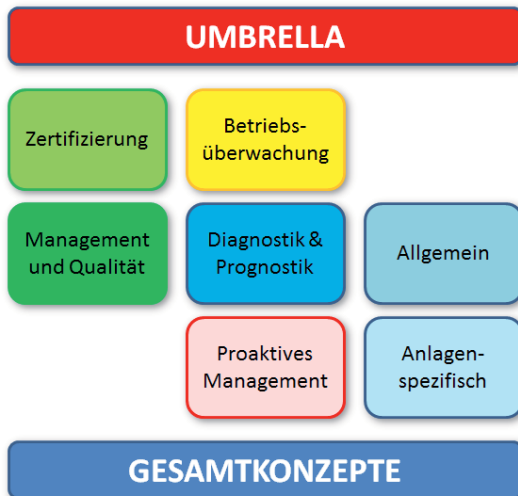 UMBRELLA
Zertifizierung
Betriebs-
überwachung
Management
und Qualität
Diagnostik &
Prognostik
Allgemein
Proaktives
Management
Anlagen-
spezifisch
GESAMTKONZEPTE